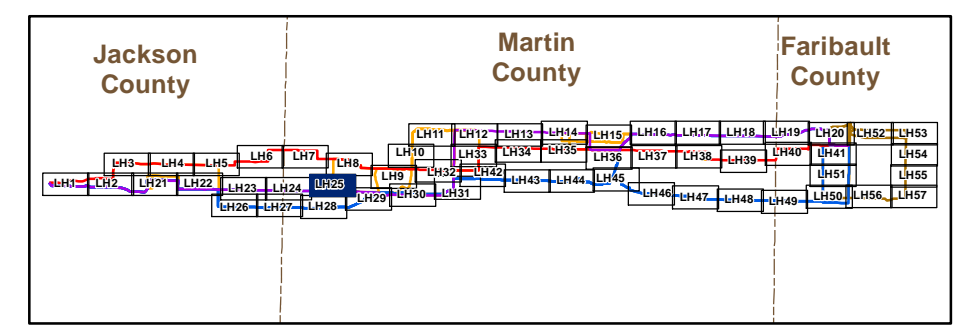 Jackson
County
Martin
County
Faribault
County
LH11 LH12 LH13 LH14 LH15 LH16 LH17 LH18 LH19 LH20 LH52 LH53
LH3 LH4 LH5 LH6 LH7 LH8 LH10 LH33 LH34 LH35 LH36 LH37 LH38 LH39 LH40 LH41 LH54
LH1 LH2 LH21 LH22 LH23 LH24 LH25 LH9 LH32 LH42 LH43 LH44 LH45 LH51 LH55
LH26 LH27 LH28 LH29 LH30 LH31 LH46 LH47 LH48 LH49 LH50 LH56 LH57